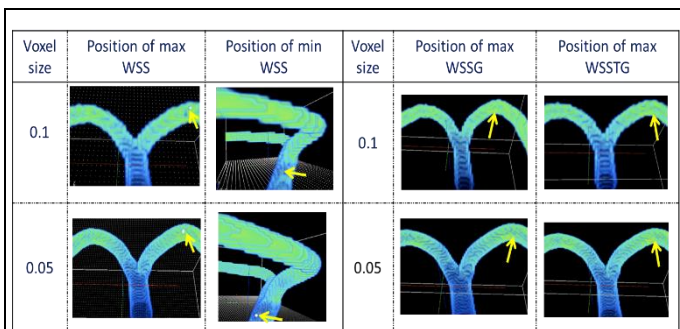 Voxel size
Position of max WSS
Position of min WSS
Voxel size
Position of max WSSG
Position of max WSSTG
0.1
0.1
0.05
0.05